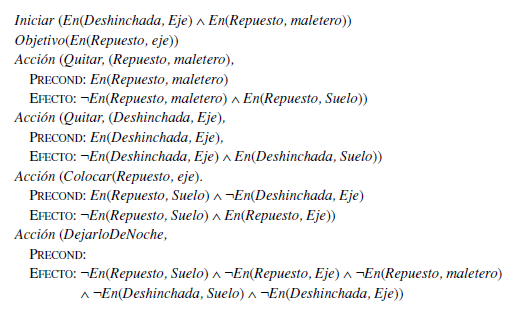 Iniciar (En(Deshinchada, Eje) ∧ En(Repuesto, maletero))
Objetivo(En(Repuesto, eje))
Acción (Quitar, (Repuesto, maletero),
PRECOND: En(Repuesto, maletero)
EFECTO: ¬En(Repuesto, maletero) ∧ En(Repuesto, Suelo))
Acción (Quitar, (Deshinchada, Eje),
PRECOND: En(Deshinchada, Eje),
EFECTO: ¬En(Deshinchada, Eje) ∧ En(Deshinchada, Suelo))
Acción (Colocar(Repuesto, eje).
PRECOND: En(Repuesto, Suelo) ∧ ¬En(Deshinchada, Eje)
EFECTO: ¬En(Repuesto, Suelo) ∧ En(Repuesto, Eje))
Acción (DejarloDeNoche,
PRECOND:
EFECTO: ¬En(Repuesto, Suelo) ∧ ¬En(Repuesto, Eje) ∧ ¬En(Repuesto, maletero)
∧ ¬En(Deshinchada, Suelo) ∧ ¬En(Deshinchada, Eje))